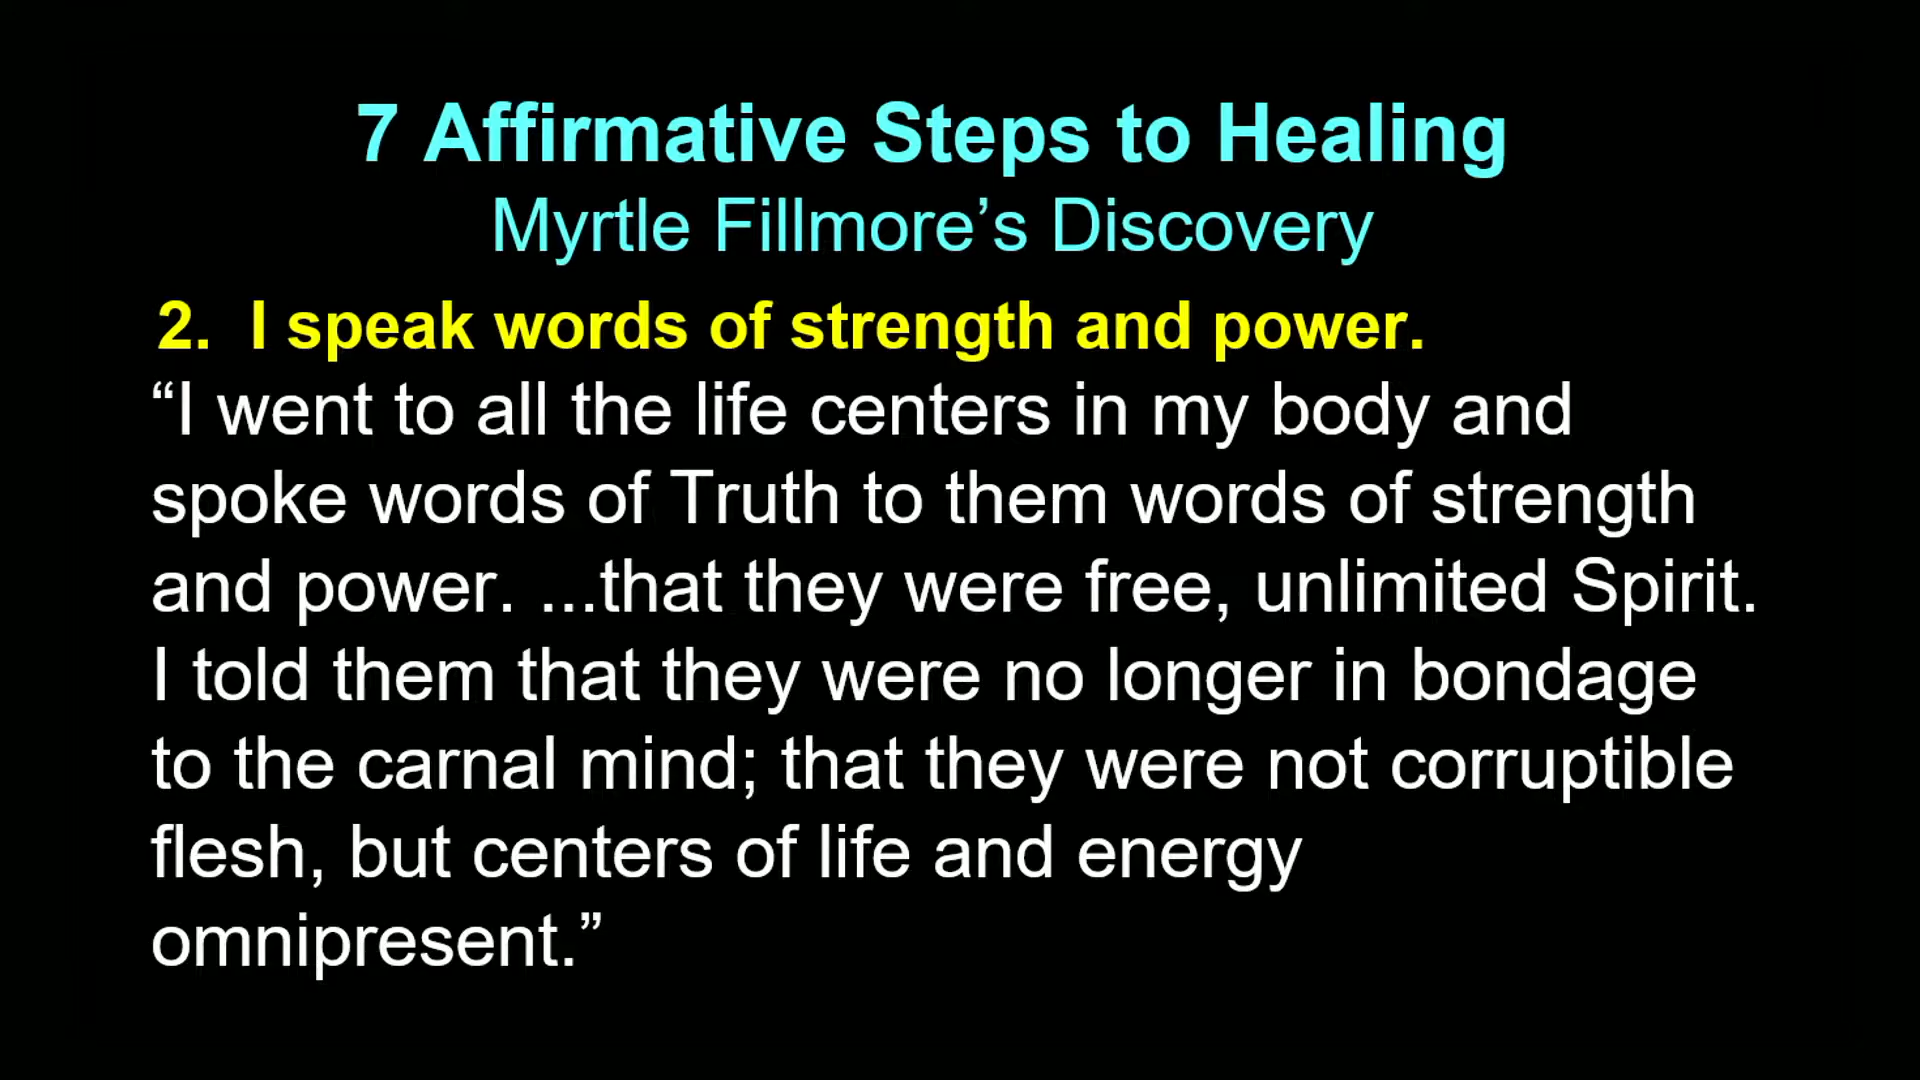 7 Affirmative Steps to Healing
Myrtle Fillmore’s Discovery
2. I speak words of strength and power.
“I went to all the life centers in my body and
spoke words of Truth to them words of strength
and power. ...that they were free, unlimited Spirit.
I told them that they were no longer in bondage
to the carnal mind; that they were not corruptible
flesh, but centers of life and energy
omnipresent.”